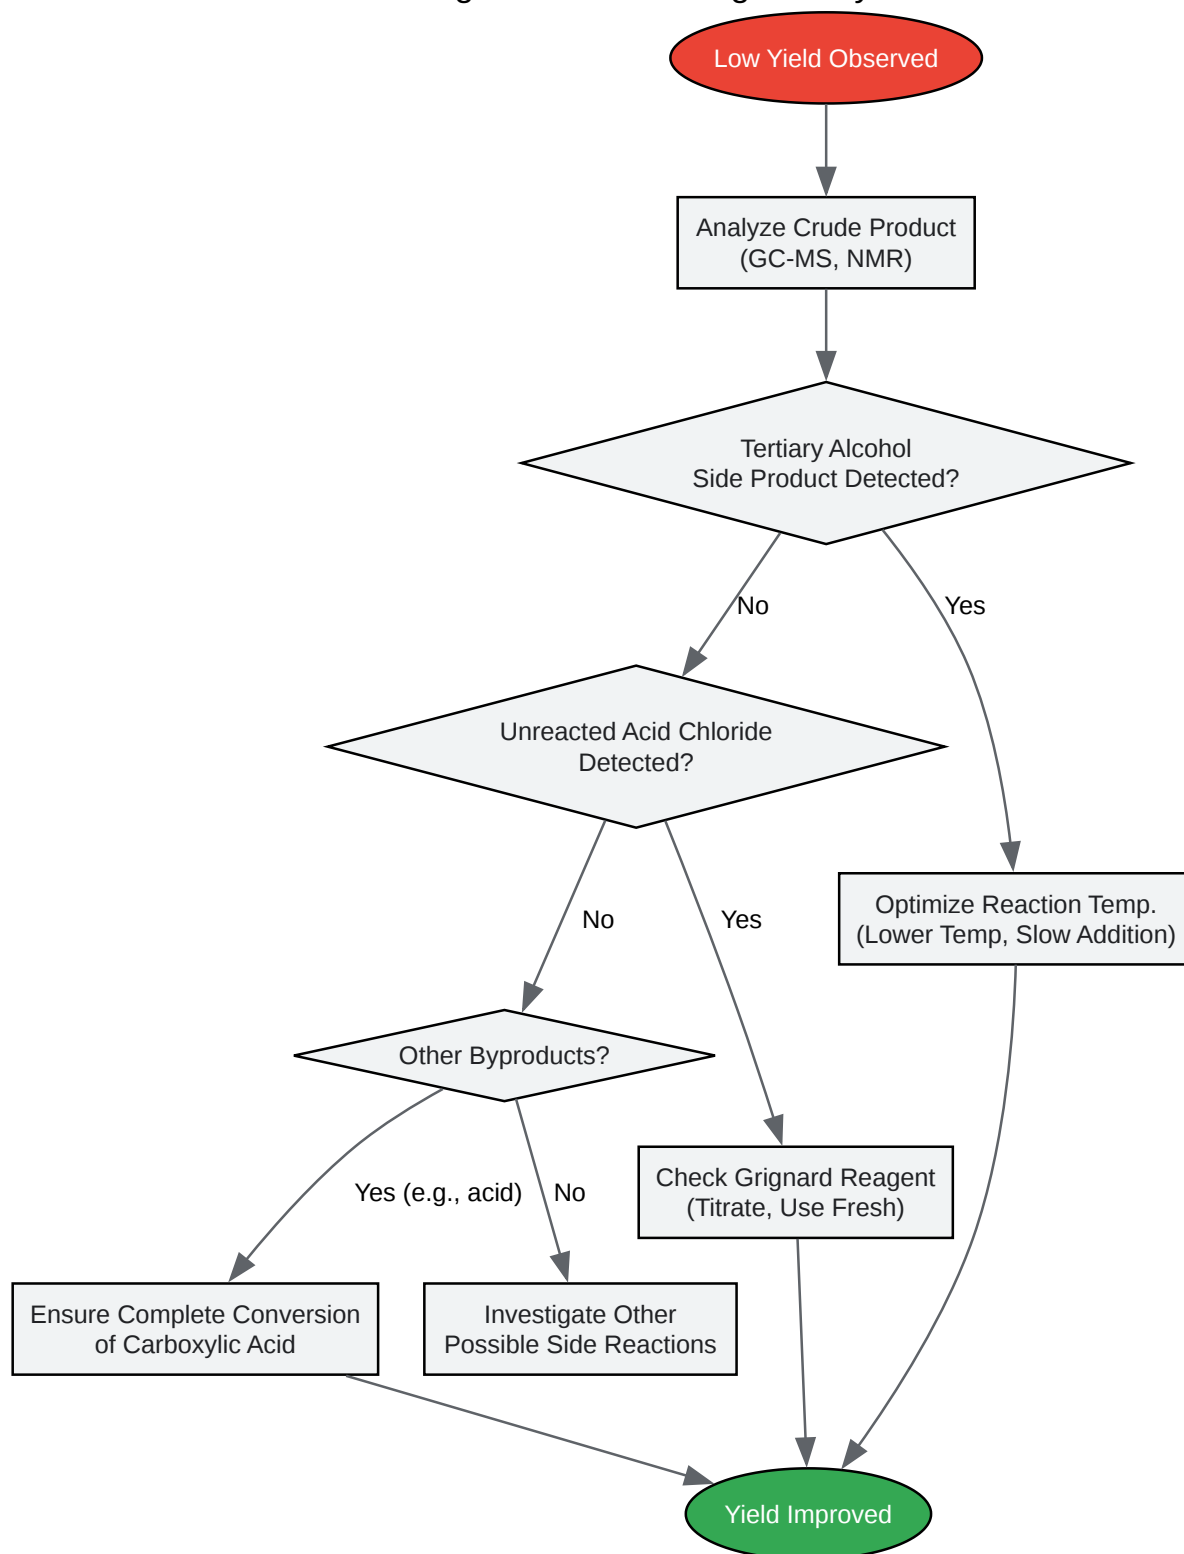 Low Yield Observed
Analyze Crude Product
(GC-MS, NMR)
Tertiary Alcohol
Side Product Detected?
No
Yes
Unreacted Acid Chloride
Detected?
No
Yes
Optimize Reaction Temp.
(Lower Temp, Slow Addition)
Other Byproducts?
Yes (e.g., acid)
No
Check Grignard Reagent
(Titrate, Use Fresh)
Ensure Complete Conversion
of Carboxylic Acid
Investigate Other
Possible Side Reactions
Yield Improved